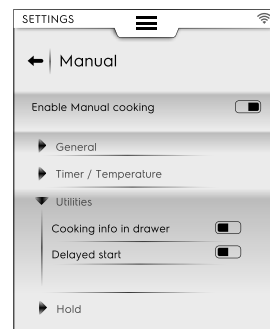 SETTINGS
Manual
Enable Manual cooking
General
Timer / Temperature
Utilities
Cooking info in drawer
Delayed start
Hold